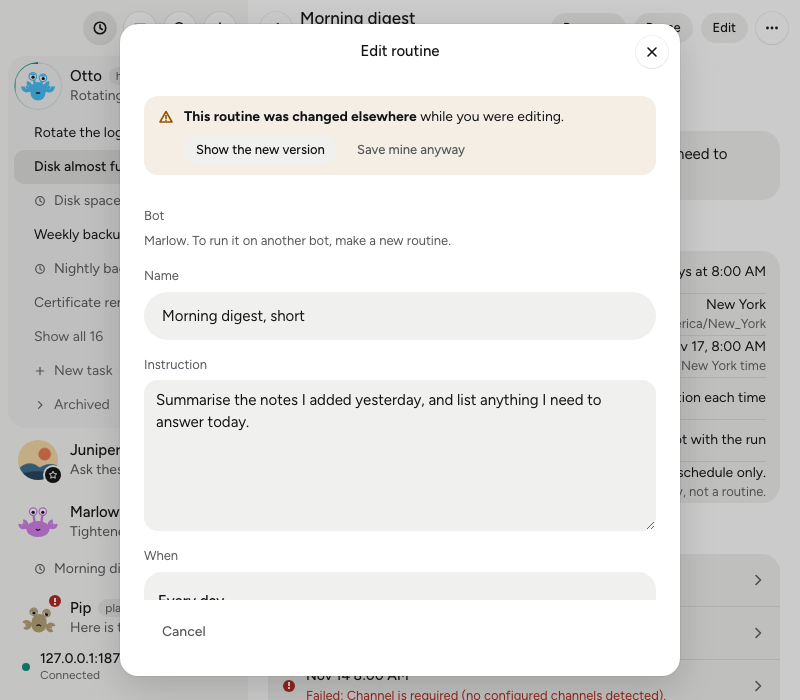 Morning digest
Edit
Otto
Rotating
Rotate the log
Disk almost fu
Disk space
Weekly backu
Nightly ba
Certificate rer
Show all 16
New task
Archived
Juniper
Ask thes
Marlow
Tightene
Morning di
Pip
pla
Here is t
127.0.0.1:187
Connected
Edit routine
This routine was changed elsewhere while you were editing.
Show the new version
Save mine anyway
Bot
Marlow. To run it on another bot, make a new routine.
Name
Morning digest, short
Instruction
Summarise the notes I added yesterday, and list anything I need to
answer today.
When
Every day
Cancel
need to
ys at 8:00 AM
New York
erica/New_York
v 17, 8:00 AM
New York time
tion each time
ot with the run
schedule only.
y, not a routine.
Nov 14 8:00 AM
Failed: Channel is required (no configured channels detected).